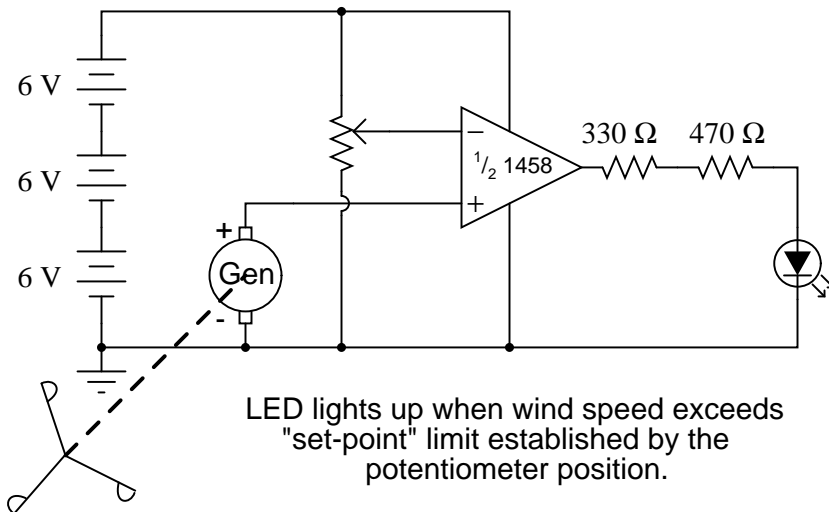 6 V
330 Ω 470 Ω
−
1/2 1458
6 V
+
+
6 V
Gen
-
LED lights up when wind speed exceeds
"set-point" limit established by the
potentiometer position.